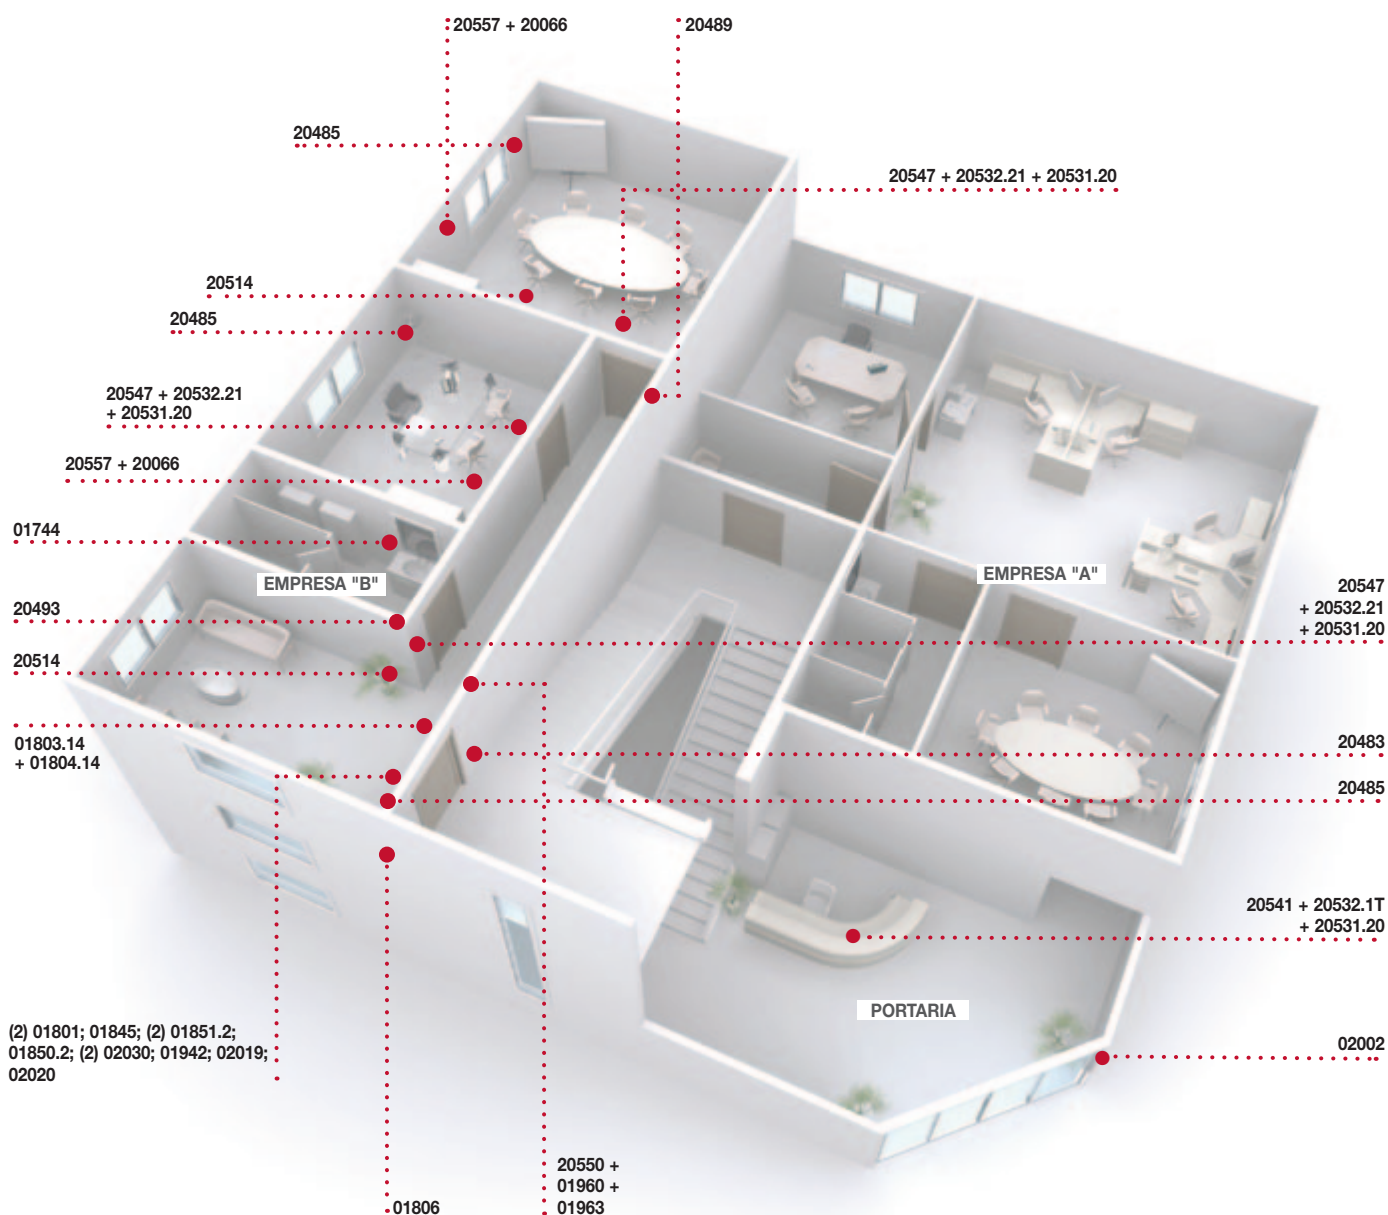 20557 + 20066
20489
20485
20547 + 20532.21 + 20531.20
20514
20485
20547 + 20532.21
+ 20531.20
20557 + 20066
01744
EMPRESA "B"
EMPRESA "A"
20547
+ 20532.21
+ 20531.20
20493
20514
01803.14
+ 01804.14
20483
20485
20541 + 20532.1T
+ 20531.20
PORTARIA
(2) 01801; 01845; (2) 01851.2;
01850.2; (2) 02030; 01942; 02019;
02020
02002
20550 +
01960 +
01963
01806